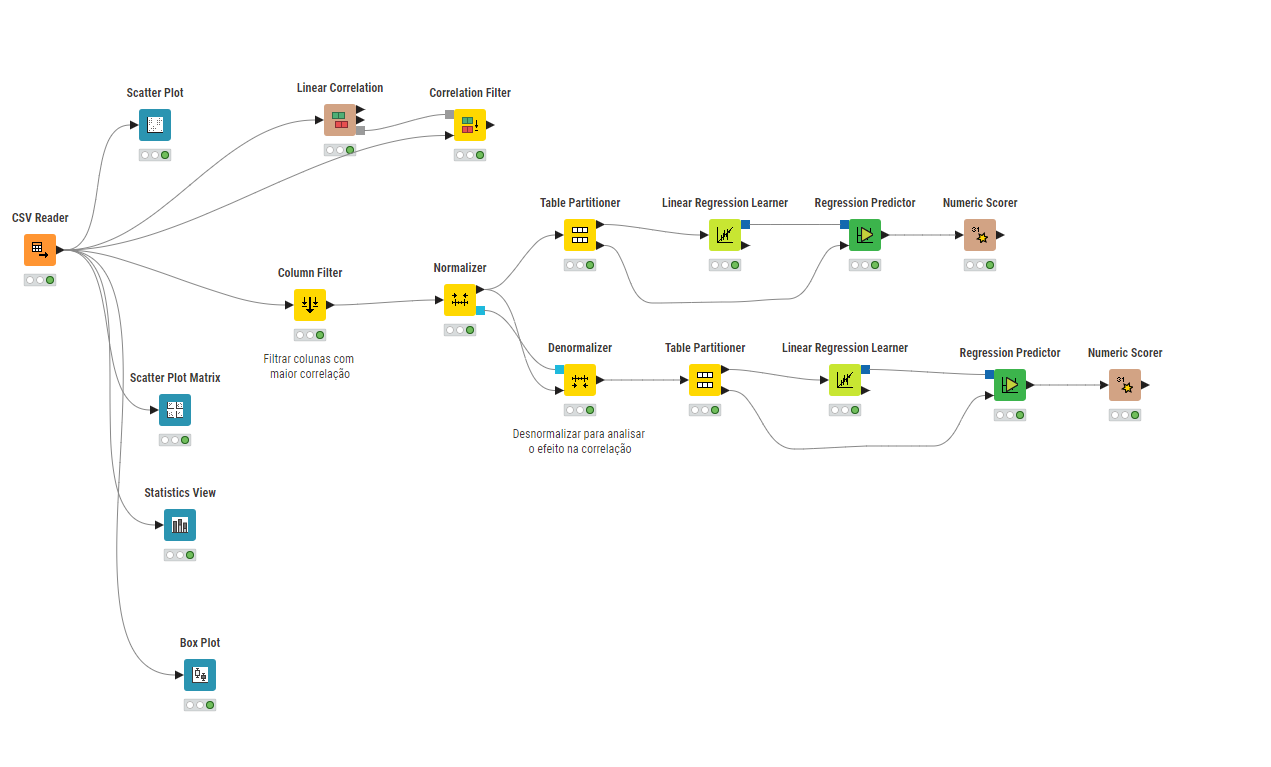 Scatter Plot
Linear Correlation
Correlation Filter
CSV Reader
Table Partitioner
Linear Regression Learner
Regression Predictor
Numeric Scorer
Column Filter
Normalizer
Filtrar colunas com
maior correlação
Denormalizer
Table Partitioner
Linear Regression Learner
Regression Predictor
Numeric Scorer
Desnormalizar para analisar
o efeito na correlação
Scatter Plot Matrix
Statistics View
Box Plot